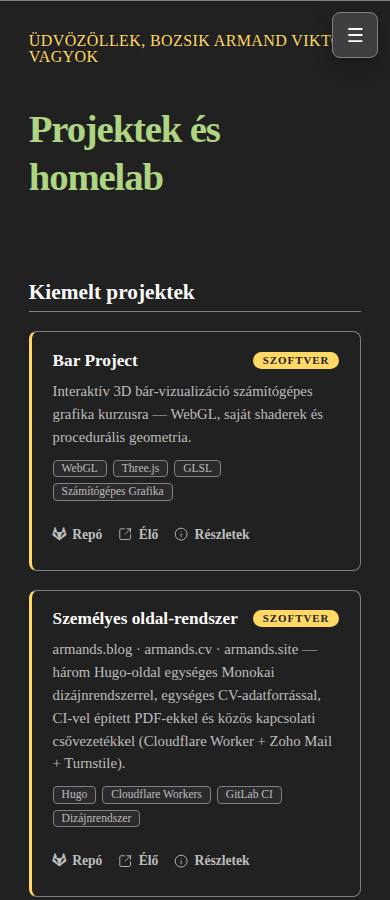 ÜDVÖZÖLLEK, BOZSIK ARMAND
VAGYOK
Projektek és
homelab
Kiemelt projektek
Bar Project
SZOFTVER
Interaktív 3D bár-vizualizáció számítógépes
grafika kurzusra — WebGL, saját shaderek és
procedurális geometria.
WebGL Three.js GLSL
Számítógépes Grafika
Repó Élő Részletek
Személyes oldal-rendszer
SZOFTVER
armands.blog · armands.cv · armands.site —
három Hugo-oldal egységes Monokai
dizájnrendszerrel, egységes CV-adatforrással,
CI-vel épített PDF-ekkel és közös kapcsolati
csővezetékkel (Cloudflare Worker + Zoho Mail
+ Turnstile).
Hugo Cloudflare Workers GitLab CI
Dizájnrendszer
Repó Élő Részletek